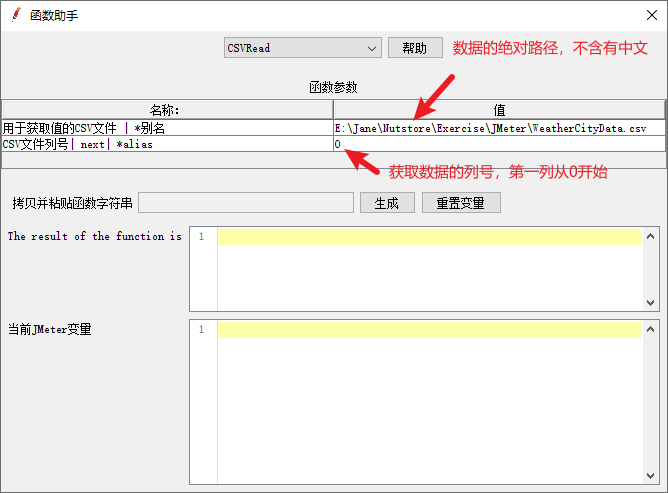 函数助手
CSVRead
帮助
数据的绝对路径，不含有中文
函数参数
名称： 值
用于获取值的CSV文件 | *别名 E:\Jane\Nutstore\Exercise\JMeter\WeatherCityData.csv
CSV文件列号| next| *alias 0
获取数据的列号，第一列从0开始
拷贝并粘贴函数字符串 生成 重置变量
The result of the function is 1
当前JMeter变量 1